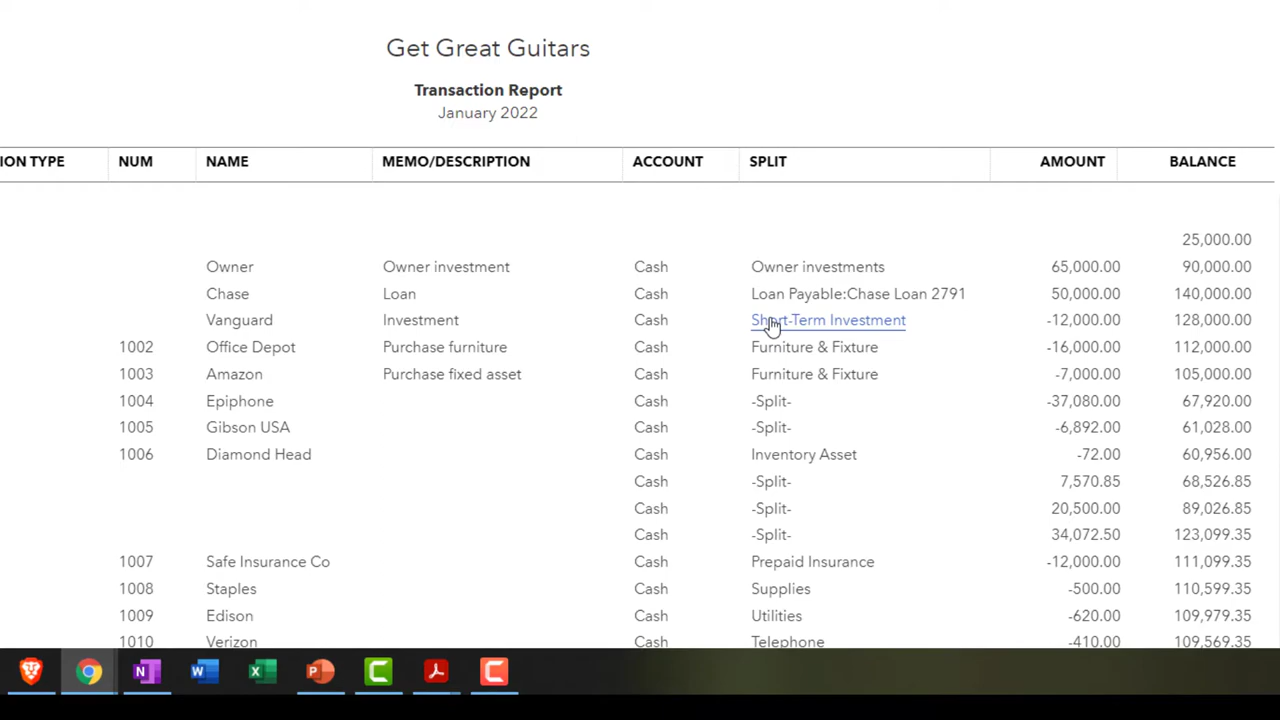 Get Great Guitars
Transaction Report
January 2022
ION TYPE NUM NAME MEMO/DESCRIPTION ACCOUNT SPLIT AMOUNT BALANCE
25,000.00
Owner Owner investment Cash Owner investments 65,000.00 90,000.00
Chase Loan Cash Loan Payable:Chase Loan 2791 50,000.00 140,000.00
Vanguard Investment Cash Short-Term Investment -12,000.00 128,000.00
1002 Office Depot Purchase furniture Cash Furniture & Fixture -16,000.00 112,000.00
1003 Amazon Purchase fixed asset Cash Furniture & Fixture -7,000.00 105,000.00
1004 Epiphone Cash -Split- -37,080.00 67,920.00
1005 Gibson USA Cash -Split- -6,892.00 61,028.00
1006 Diamond Head Cash Inventory Asset -72.00 60,956.00
Cash -Split- 7,570.85 68,526.85
Cash -Split- 20,500.00 89,026.85
Cash -Split- 34,072.50 123,099.35
1007 Safe Insurance Co Cash Prepaid Insurance -12,000.00 111,099.35
1008 Staples Cash Supplies -500.00 110,599.35
1009 Edison Cash Utilities -620.00 109,979.35
1010 Verizon Cash Telephone -410.00 109,569.35